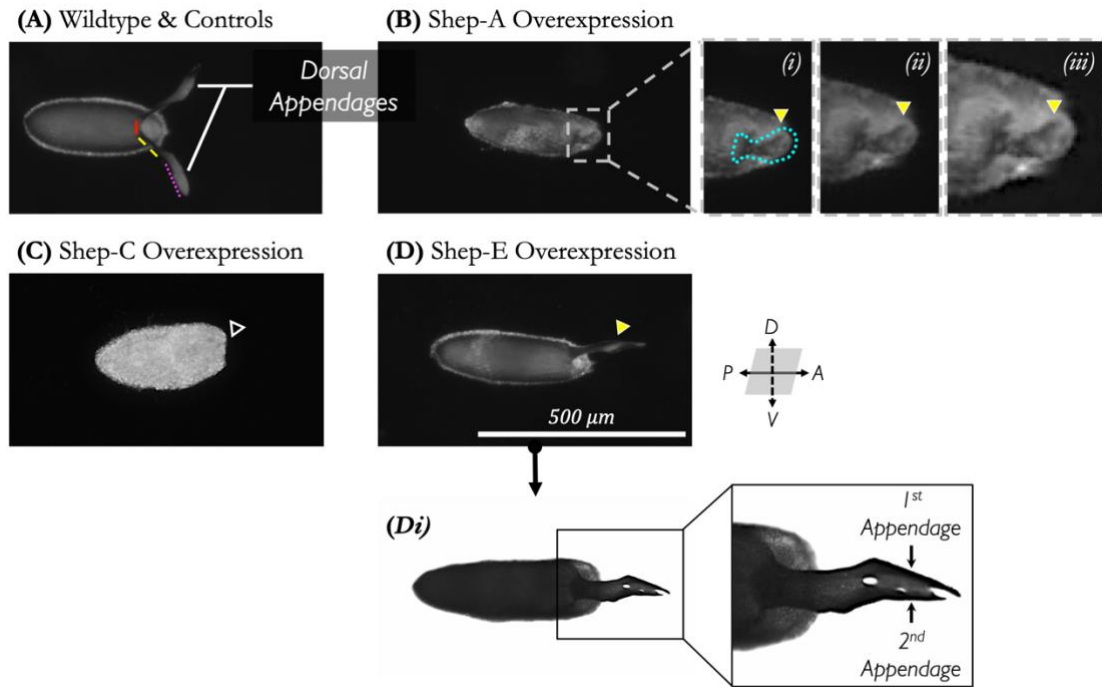 (A) Wildtype & Controls
Dorsal
Appendages
(B) Shep-A Overexpression
(i)
(ii)
(iii)
(C) Shep-C Overexpression
(D) Shep-E Overexpression
500 μm
D
P
A
V
(Di)
1st
Appendage
2nd
Appendage